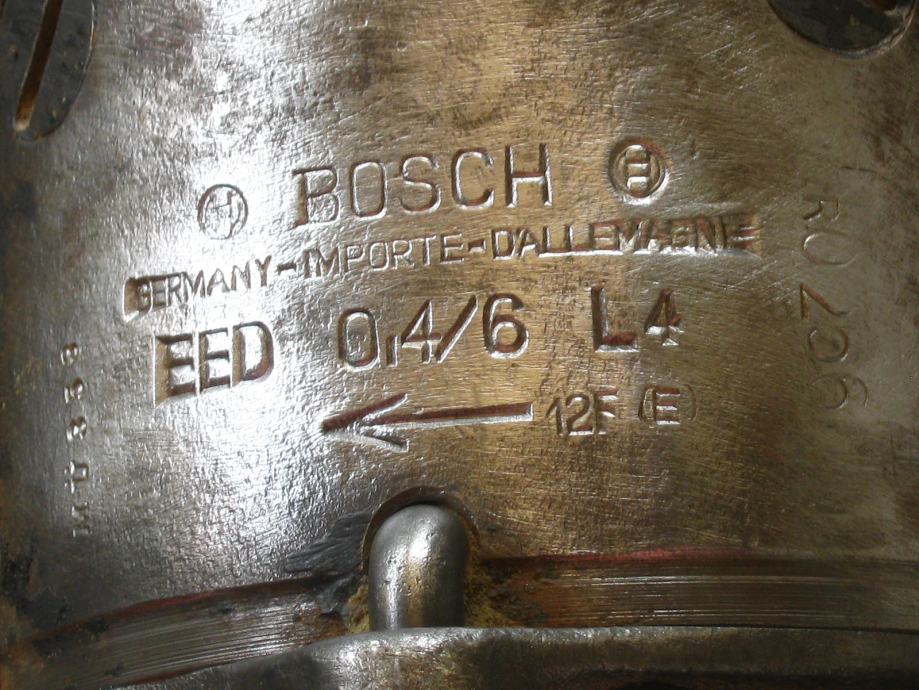 BOSCH
GERMANY-IMPORTE-D'ALLEMAGNE
EED 0,4/6 L4
12F (E)